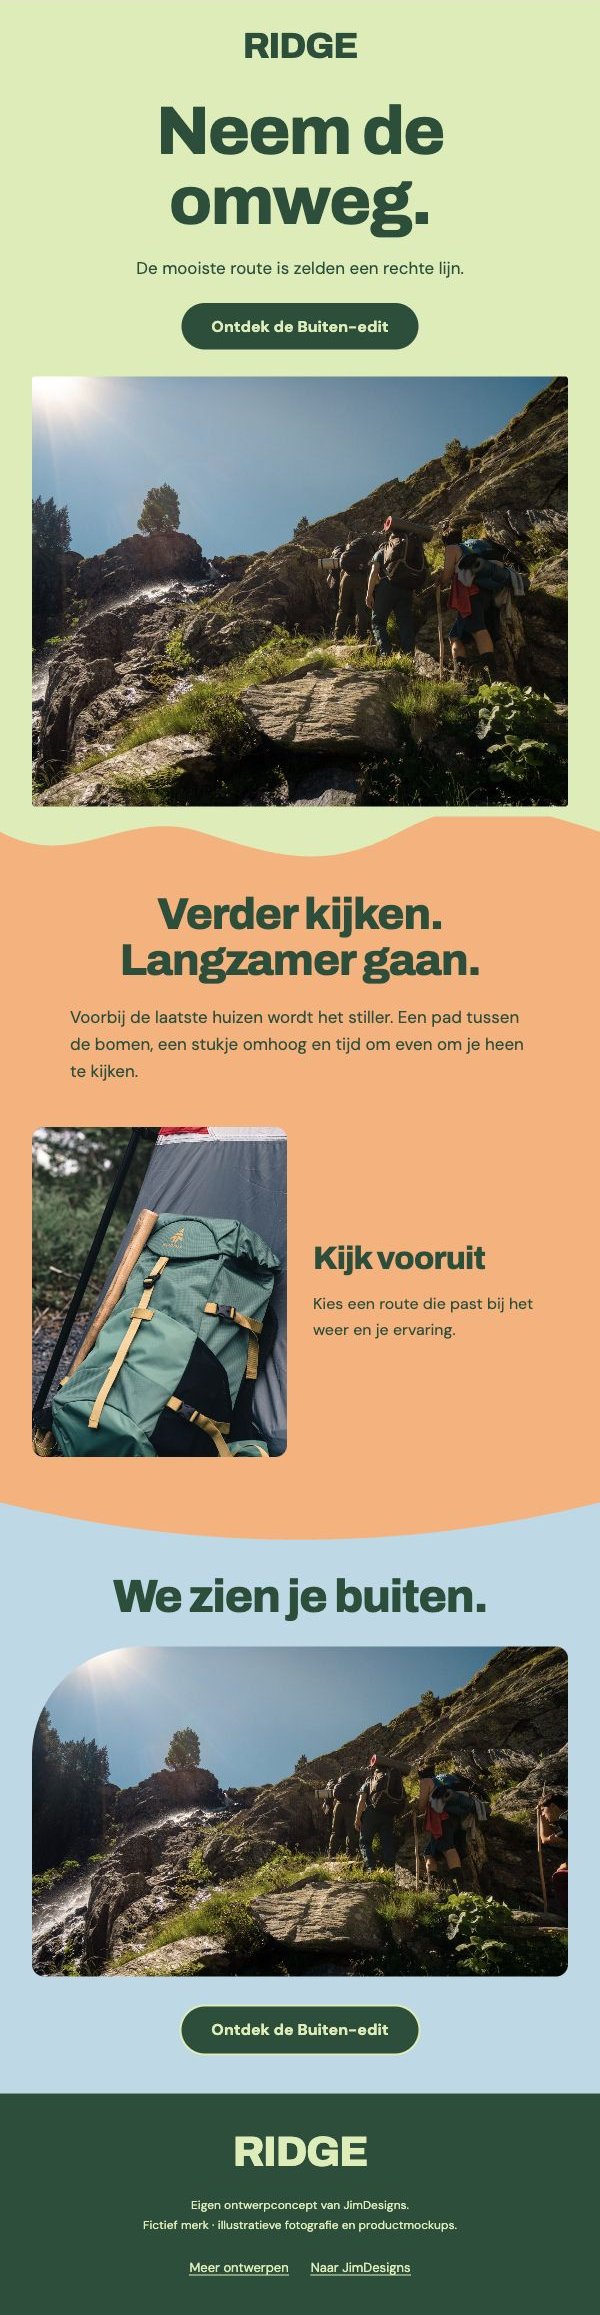 RIDGE
Neem de
omweg.
De mooiste route is zelden een rechte lijn.
Ontdek de Buiten-edit
Verder kijken.
Langzamer gaan.
Voorbij de laatste huizen wordt het stiller. Een pad tussen
de bomen, een stukje omhoog en tijd om even om je heen
te kijken.
Kijk vooruit
Kies een route die past bij het
weer en je ervaring.
We zien je buiten.
Ontdek de Buiten-edit
RIDGE
Eigen ontwerpconcept van JimDesigns.
Fictief merk · illustratieve fotografie en productmockups.
Meer ontwerpen Naar JimDesigns